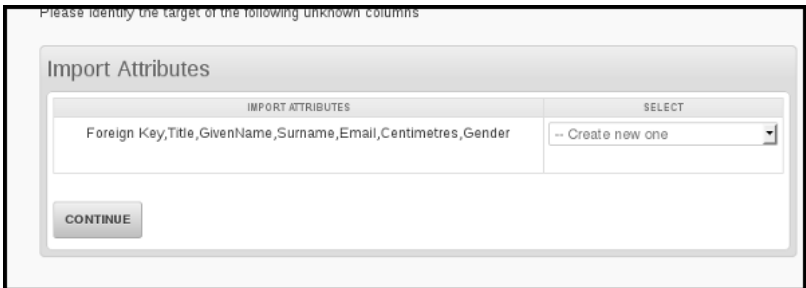 Please identify the target of the following unknown columns
Import Attributes
IMPORT ATTRIBUTES SELECT
Foreign Key,Title,GivenName,Surname,Email,Centimetres,Gender -- Create new one
CONTINUE